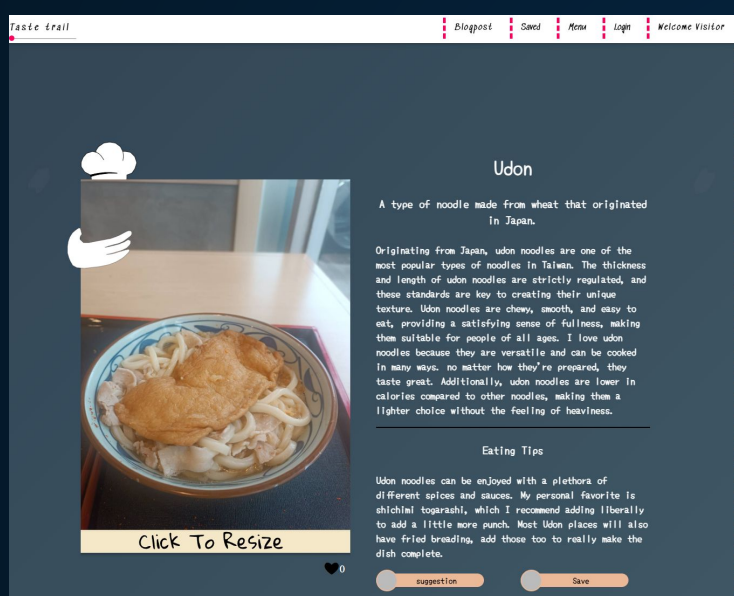 Taste trail
Blogpost
Saved
Menu
Login
Welcome Visitor
Click To Resize
0
Udon
A type of noodle made from wheat that originated
in Japan.
Originating from Japan, udon noodles are one of the
most popular types of noodles in Taiwan. The thickness
and length of udon noodles are strictly regulated, and
these standards are key to creating their unique
texture. Udon noodles are chewy, smooth, and easy to
eat, providing a satisfying sense of fullness, making
them suitable for people of all ages. I love udon
noodles because they are versatile and can be cooked
in many ways. no matter how they're prepared, they
taste great. Additionally, udon noodles are lower in
calories compared to other noodles, making them a
lighter choice without the feeling of heaviness.
Eating Tips
Udon noodles can be enjoyed with a plethora of
different spices and sauces. My personal favorite is
shichimi togarashi, which I recommend adding liberally
to add a little more punch. Most Udon places will also
have fried breading, add those too to really make the
dish complete.
suggestion
Save